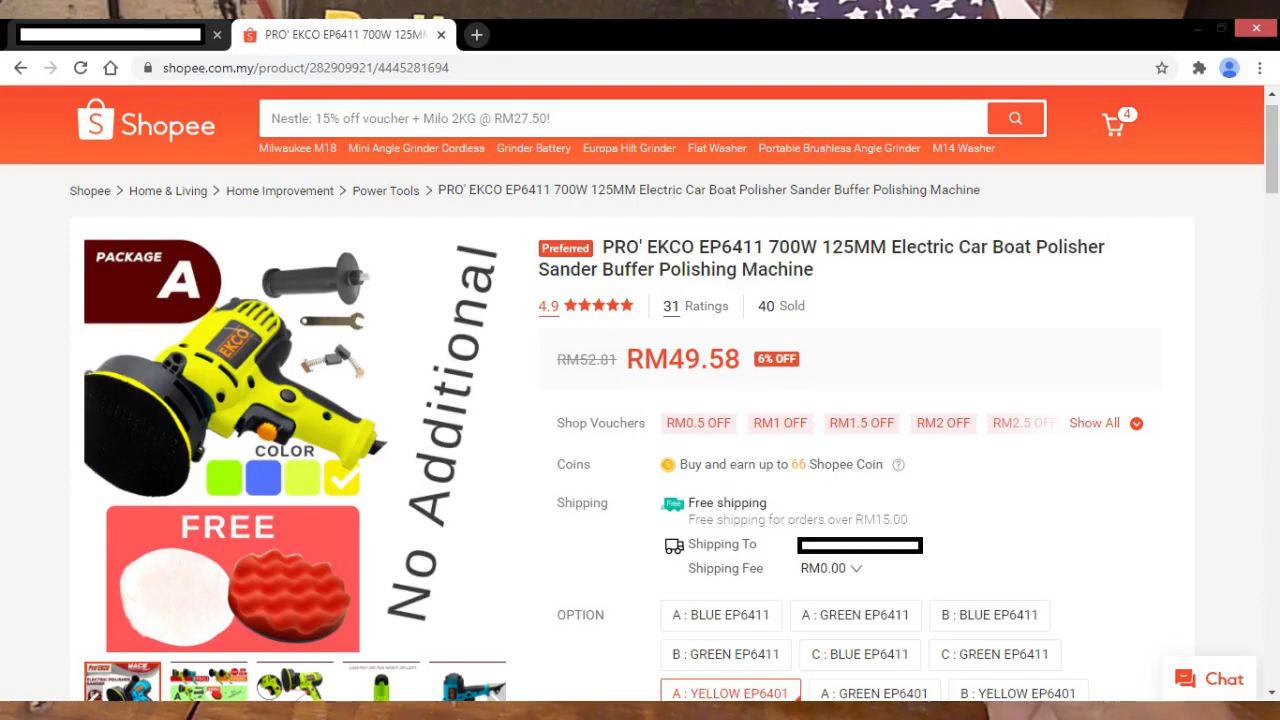 PRO' EKCO EP6411 700W 125MM
shopee.com.my/product/282909921/4445281694
Shopee
Nestle: 15% off voucher + Milo 2KG @ RM27.50!
4
Milwaukee M18 Mini Angle Grinder Cordless Grinder Battery Europa Hilt Grinder Flat Washer Portable Brushless Angle Grinder M14 Washer
Shopee > Home & Living > Home Improvement > Power Tools > PRO' EKCO EP6411 700W 125MM Electric Car Boat Polisher Sander Buffer Polishing Machine
PACKAGE
A
EKCO
COLOR
FREE
No Additional
Preferred PRO' EKCO EP6411 700W 125MM Electric Car Boat Polisher
Sander Buffer Polishing Machine
4.9 31 Ratings 40 Sold
RM52.81 RM49.58 6% OFF
Shop Vouchers RM0.5 OFF RM1 OFF RM1.5 OFF RM2 OFF RM2.5 OFF Show All
Coins Buy and earn up to 66 Shopee Coin ?
Shipping Free Free shipping
Free shipping for orders over RM15.00
Shipping To
Shipping Fee RM0.00
OPTION A : BLUE EP6411 A : GREEN EP6411 B : BLUE EP6411
B : GREEN EP6411 C : BLUE EP6411 C : GREEN EP6411
A : YELLOW EP6401 A : GREEN EP6401 B : YELLOW EP6401
Chat